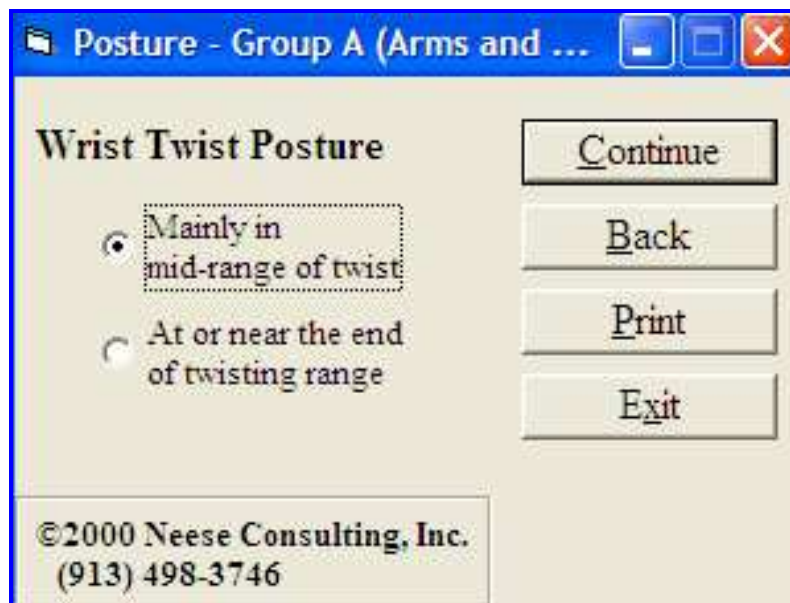 Posture - Group A (Arms and ...
Wrist Twist Posture
Mainly in
mid-range of twist
At or near the end
of twisting range
Continue
Back
Print
Exit
©2000 Neese Consulting, Inc.
(913) 498-3746